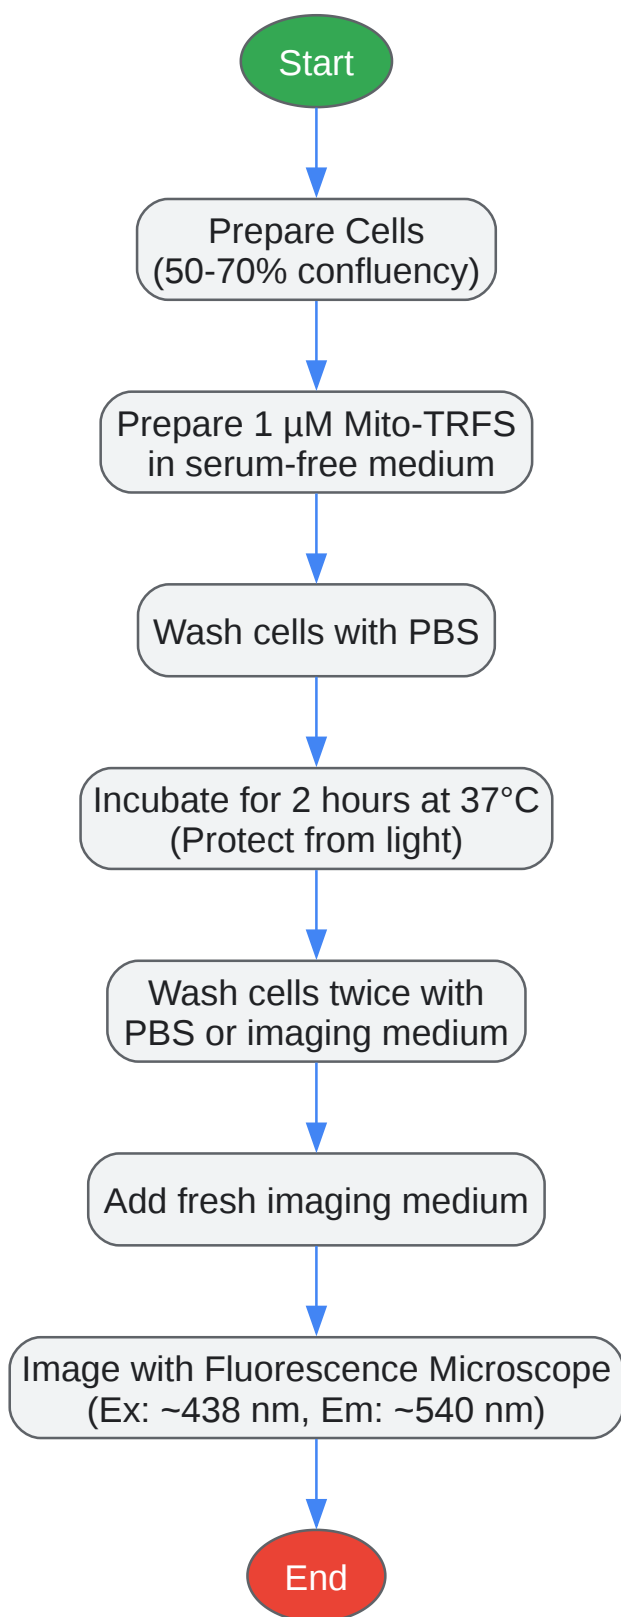 Start
Prepare Cells
(50-70% confluency)
Prepare 1 µM Mito-TRFS
in serum-free medium
Wash cells with PBS
Incubate for 2 hours at 37°C
(Protect from light)
Wash cells twice with
PBS or imaging medium
Add fresh imaging medium
Image with Fluorescence Microscope
(Ex: ~438 nm, Em: ~540 nm)
End